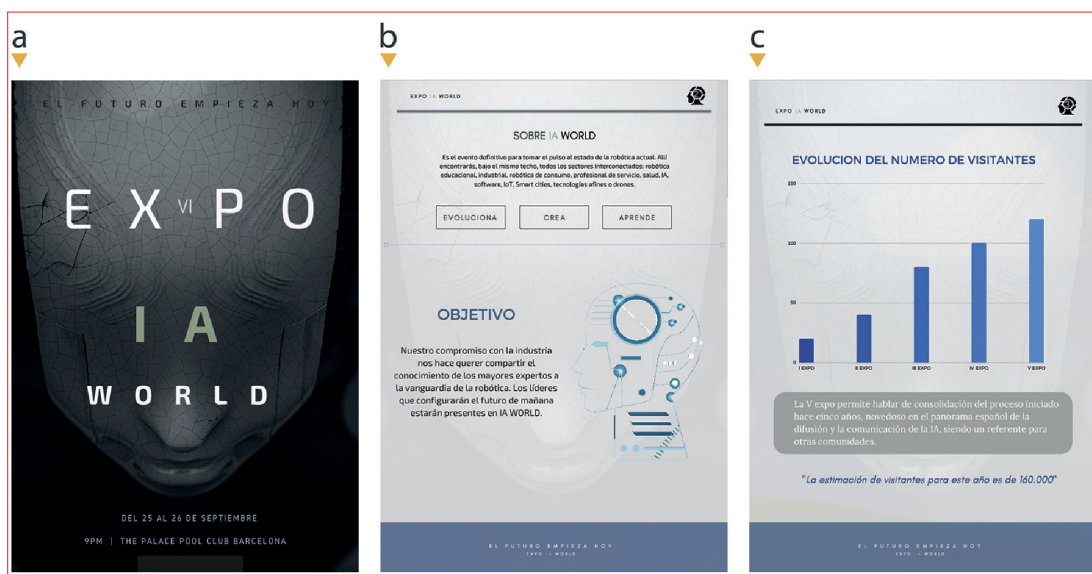 a
EL FUTURO EMPIEZA HOY
EXPO
VI
IA
WORLD
DEL 25 AL 26 DE SEPTIEMBRE
9PM | THE PALACE POOL CLUB BARCELONA
b
EXPO IA WORLD
SOBRE IA WORLD
Es el evento definitivo para tomar el pulso al estado de la robótica actual. Allí
encontrarás, bajo el mismo techo, todos los sectores interconectados: robótica
educacional, industrial, robótica de consumo, profesional de servicio, salud, IA,
software, IoT, Smart cities, tecnologías afines o drones.
EVOLUCIONA CREA APRENDE
OBJETIVO
Nuestro compromiso con la industria
nos hace querer compartir el
conocimiento de los mayores expertos a
la vanguardia de la robótica. Los líderes
que configurarán el futuro de mañana
estarán presentes en IA WORLD.
EL FUTURO EMPIEZA HOY
EXPO IA WORLD
c
EXPO IA WORLD
EVOLUCION DEL NUMERO DE VISITANTES
150
100
50
0
I EXPO II EXPO III EXPO IV EXPO V EXPO
La V expo permite hablar de consolidación del proceso iniciado
hace cinco años, novedoso en el panorama español de la
difusión y la comunicación de la IA, siendo un referente para
otras comunidades.
"La estimación de visitantes para este año es de 160.000"
EL FUTURO EMPIEZA HOY
EXPO IA WORLD